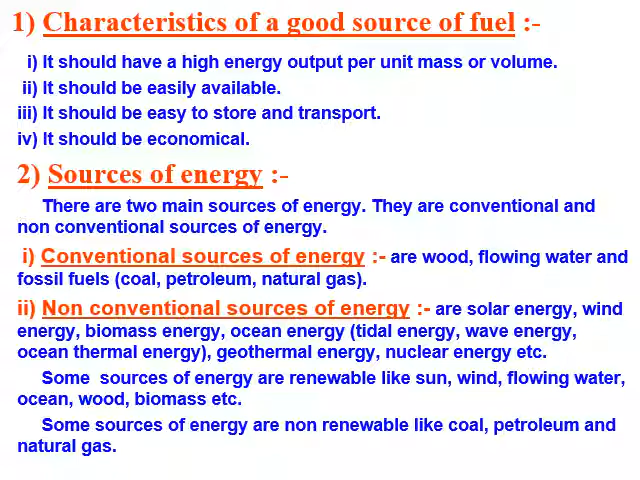 1) Characteristics of a good source of fuel :-
i) It should have a high energy output per unit mass or volume.
ii) It should be easily available.
iii) It should be easy to store and transport.
iv) It should be economical.
2) Sources of energy :-
There are two main sources of energy. They are conventional and
non conventional sources of energy.
i) Conventional sources of energy :- are wood, flowing water and
fossil fuels (coal, petroleum, natural gas).
ii) Non conventional sources of energy :- are solar energy, wind
energy, biomass energy, ocean energy (tidal energy, wave energy,
ocean thermal energy), geothermal energy, nuclear energy etc.
Some  sources of energy are renewable like sun, wind, flowing water,
ocean, wood, biomass etc.
Some sources of energy are non renewable like coal, petroleum and
natural gas.